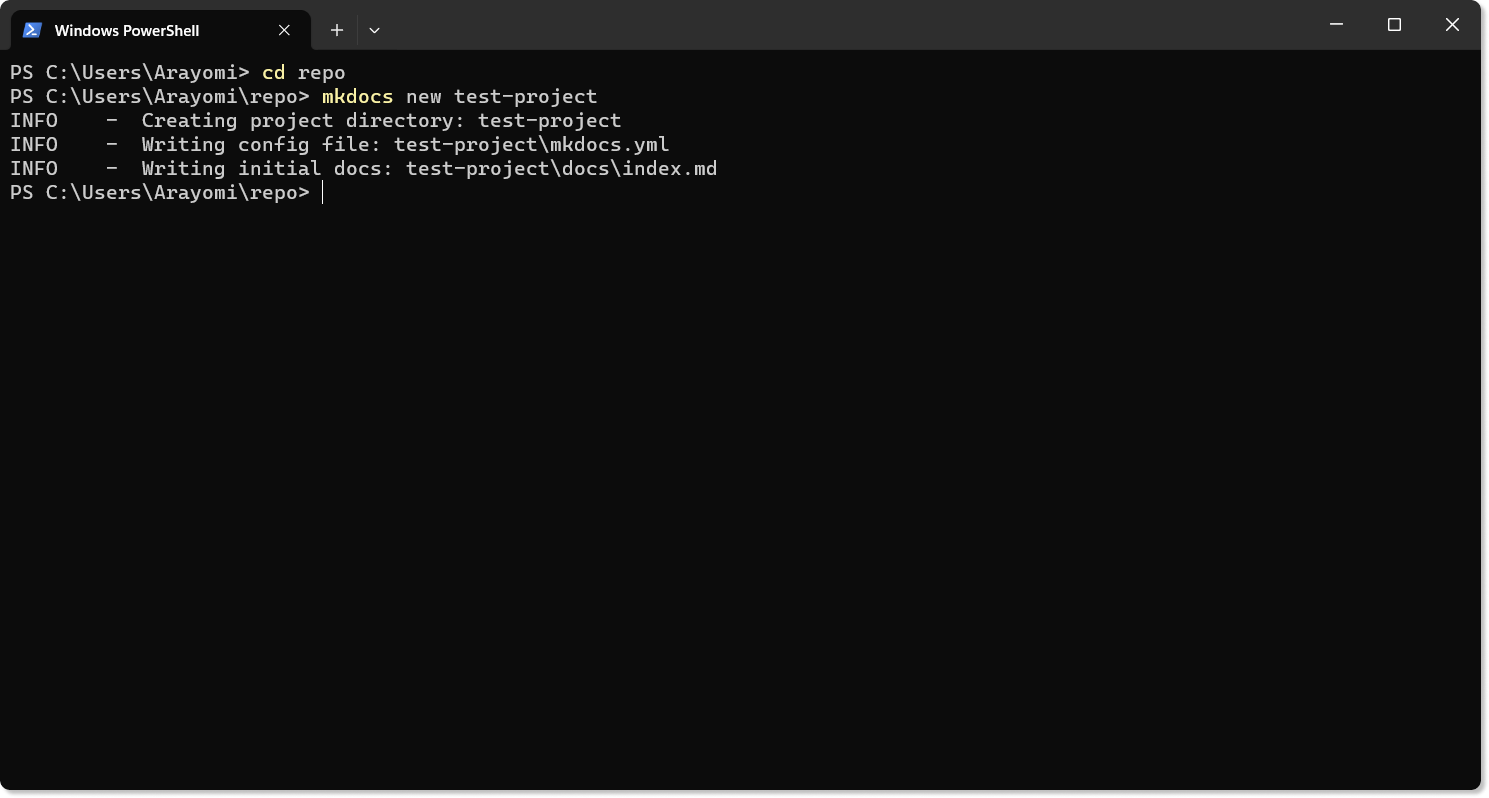 Windows PowerShell
PS C:\Users\Arayomi> cd repo
PS C:\Users\Arayomi\repo> mkdocs new test-project
INFO    -  Creating project directory: test-project
INFO    -  Writing config file: test-project\mkdocs.yml
INFO    -  Writing initial docs: test-project\docs\index.md
PS C:\Users\Arayomi\repo>